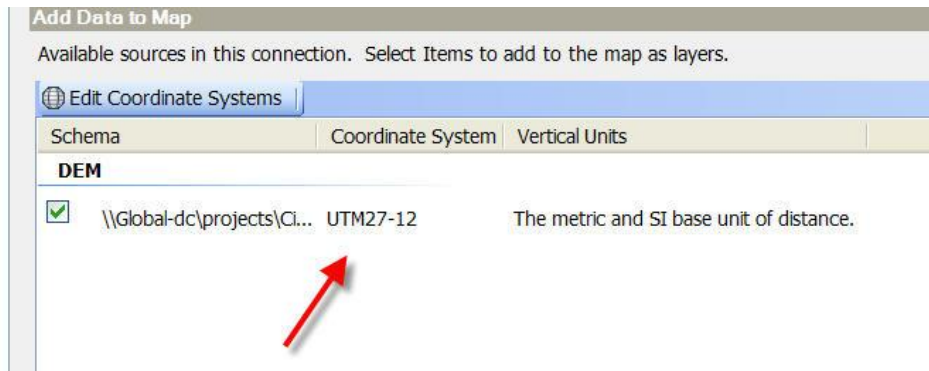 Add Data to Map
Available sources in this connection. Select Items to add to the map as layers.
Edit Coordinate Systems
Schema Coordinate System Vertical Units
DEM
\\Global-dc\projects\Ci... UTM27-12 The metric and SI base unit of distance.